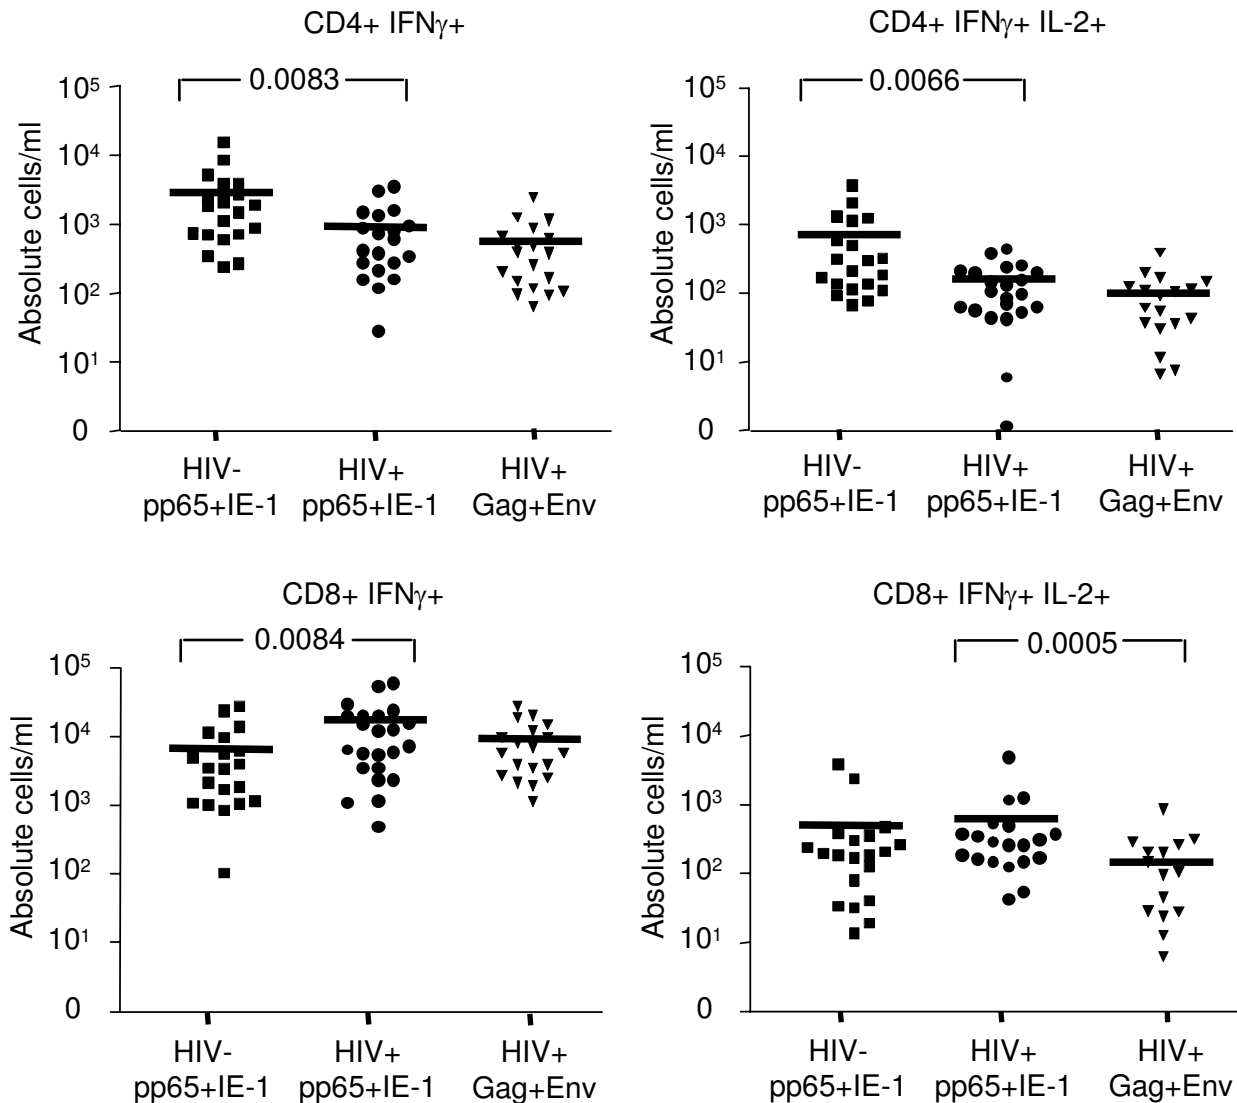 CD4+ IFNγ+
0.0083
Absolute cells/ml
10⁵
10⁴
10³
10²
10¹
0
HIV- HIV+ HIV+
pp65+IE-1 pp65+IE-1 Gag+Env
CD4+ IFNγ+ IL-2+
0.0066
Absolute cells/ml
10⁵
10⁴
10³
10²
10¹
0
HIV- HIV+ HIV+
pp65+IE-1 pp65+IE-1 Gag+Env
CD8+ IFNγ+
0.0084
Absolute cells/ml
10⁵
10⁴
10³
10²
10¹
0
HIV- HIV+ HIV+
pp65+IE-1 pp65+IE-1 Gag+Env
CD8+ IFNγ+ IL-2+
0.0005
Absolute cells/ml
10⁵
10⁴
10³
10²
10¹
0
HIV- HIV+ HIV+
pp65+IE-1 pp65+IE-1 Gag+Env